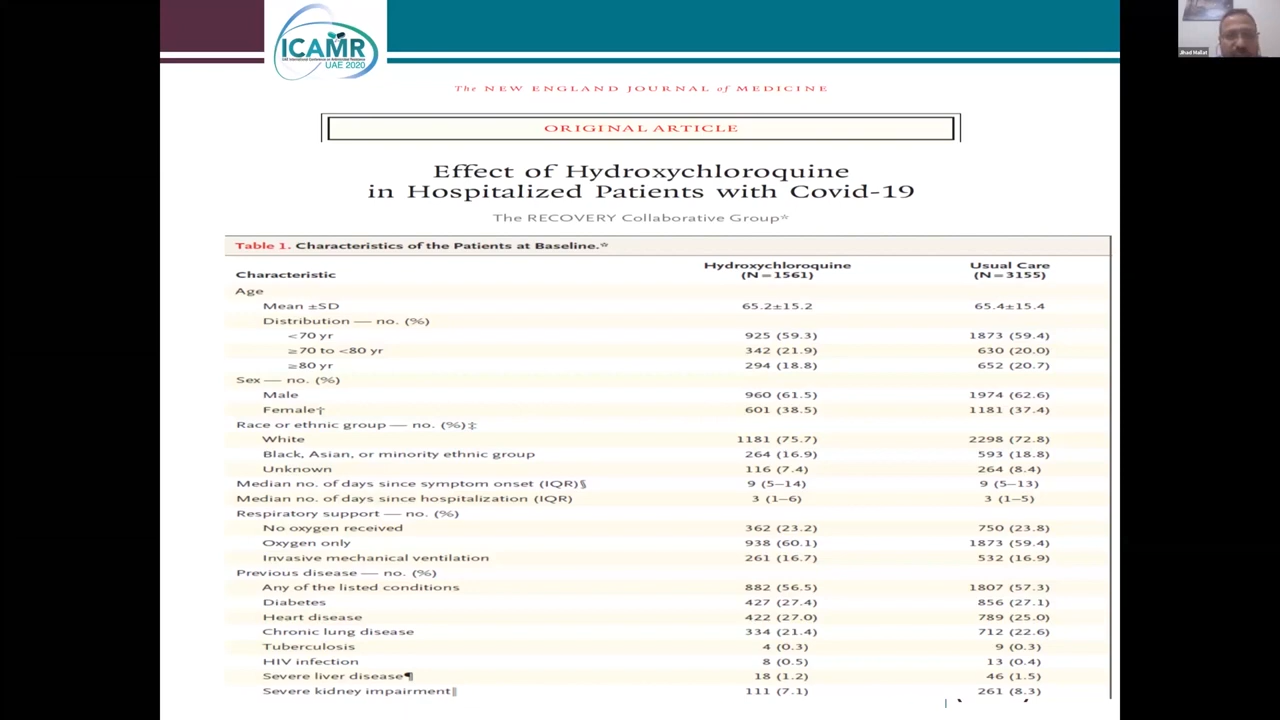 ICAMR
UAE 2020
Jihad Mallat
The NEW ENGLAND JOURNAL of MEDICINE
ORIGINAL ARTICLE
Effect of Hydroxychloroquine
in Hospitalized Patients with Covid-19
The RECOVERY Collaborative Group*
Table 1. Characteristics of the Patients at Baseline.*
Characteristic Hydroxychloroquine (N=1561) Usual Care (N=3155)
Age
Mean ±SD 65.2±15.2 65.4±15.4
Distribution — no. (%)
<70 yr 925 (59.3) 1873 (59.4)
≥70 to <80 yr 342 (21.9) 630 (20.0)
≥80 yr 294 (18.8) 652 (20.7)
Sex — no. (%)
Male 960 (61.5) 1974 (62.6)
Female† 601 (38.5) 1181 (37.4)
Race or ethnic group — no. (%)‡
White 1181 (75.7) 2298 (72.8)
Black, Asian, or minority ethnic group 264 (16.9) 593 (18.8)
Unknown 116 (7.4) 264 (8.4)
Median no. of days since symptom onset (IQR)§ 9 (5–14) 9 (5–13)
Median no. of days since hospitalization (IQR) 3 (1–6) 3 (1–5)
Respiratory support — no. (%)
No oxygen received 362 (23.2) 750 (23.8)
Oxygen only 938 (60.1) 1873 (59.4)
Invasive mechanical ventilation 261 (16.7) 532 (16.9)
Previous disease — no. (%)
Any of the listed conditions 882 (56.5) 1807 (57.3)
Diabetes 427 (27.4) 856 (27.1)
Heart disease 422 (27.0) 789 (25.0)
Chronic lung disease 334 (21.4) 712 (22.6)
Tuberculosis 4 (0.3) 9 (0.3)
HIV infection 8 (0.5) 13 (0.4)
Severe liver disease¶ 18 (1.2) 46 (1.5)
Severe kidney impairment‖ 111 (7.1) 261 (8.3)